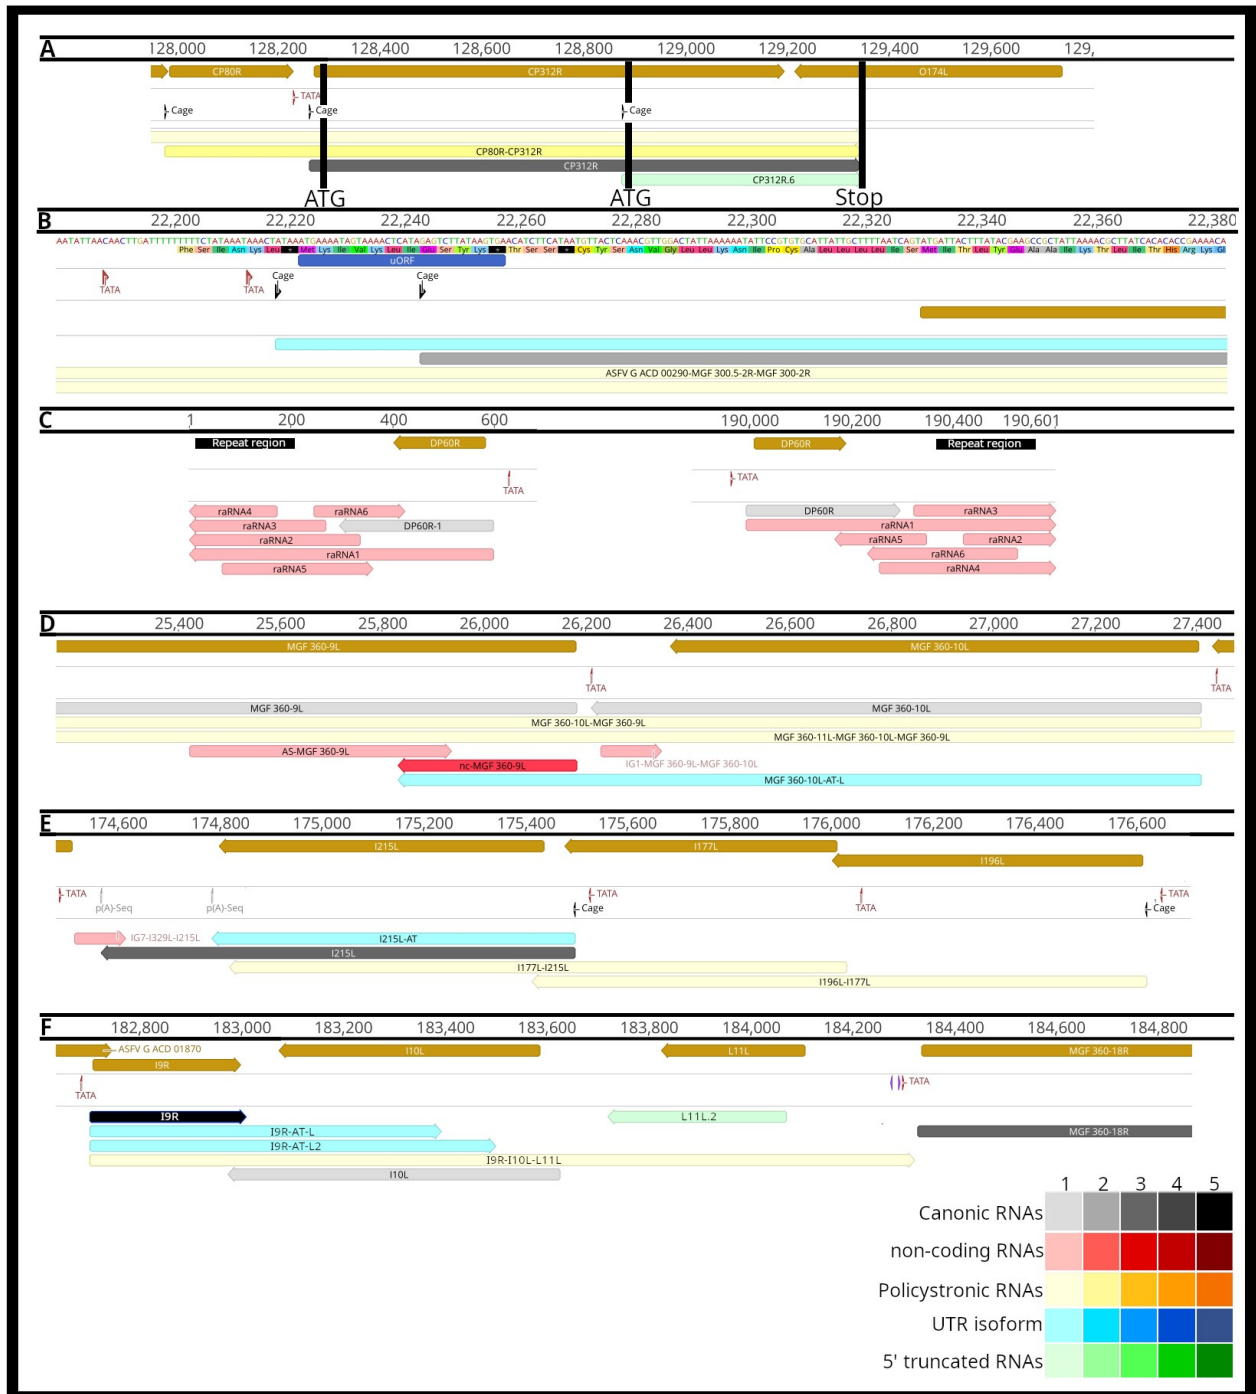 A
128,000 128,200 128,400 128,600 128,800 129,000 129,200 129,400 129,600 129,
CP80R CP312R O174L
TATA
Cage Cage Cage
CP80R-CP312R
CP312R
CP312R.6
ATG ATG Stop
B
22,200 22,220 22,240 22,260 22,280 22,300 22,320 22,340 22,360 22,380
uORF
Cage Cage
TATA TATA
ASFV G ACD 00290-MGF 300.5-2R-MGF 300-2R
C
1 200 400 600 190,000 190,200 190,400 190,601
Repeat region DP60R DP60R Repeat region
TATA TATA
raRNA4 raRNA6 DP60R raRNA3
raRNA3 DP60R-1 raRNA1
raRNA2 raRNA5 raRNA2
raRNA1 raRNA6
raRNA5 raRNA4
D
25,400 25,600 25,800 26,000 26,200 26,400 26,600 26,800 27,000 27,200 27,400
MGF 360-9L MGF 360-10L
TATA TATA
MGF 360-9L MGF 360-10L
MGF 360-10L-MGF 360-9L
MGF 360-11L-MGF 360-10L-MGF 360-9L
AS-MGF 360-9L
nc-MGF 360-9L IG1-MGF 360-9L-MGF 360-10L
MGF 360-10L-AT-L
E
174,600 174,800 175,000 175,200 175,400 175,600 175,800 176,000 176,200 176,400 176,600
I215L I177L
I196L
TATA TATA TATA
p(A)-Seq p(A)-Seq Cage TATA Cage
IG7-I329L-I215L I215L-AT
I215L
I177L-I215L
I196L-I177L
F
182,800 183,000 183,200 183,400 183,600 183,800 184,000 184,200 184,400 184,600 184,800
ASFV G ACD 01870 I10L L11L MGF 360-18R
I9R
TATA TATA
I9R L11L.2
I9R-AT-L MGF 360-18R
I9R-AT-L2
I9R-I10L-L11L
I10L
1 2 3 4 5
Canonic RNAs
non-coding RNAs
Policystronic RNAs
UTR isoform
5' truncated RNAs